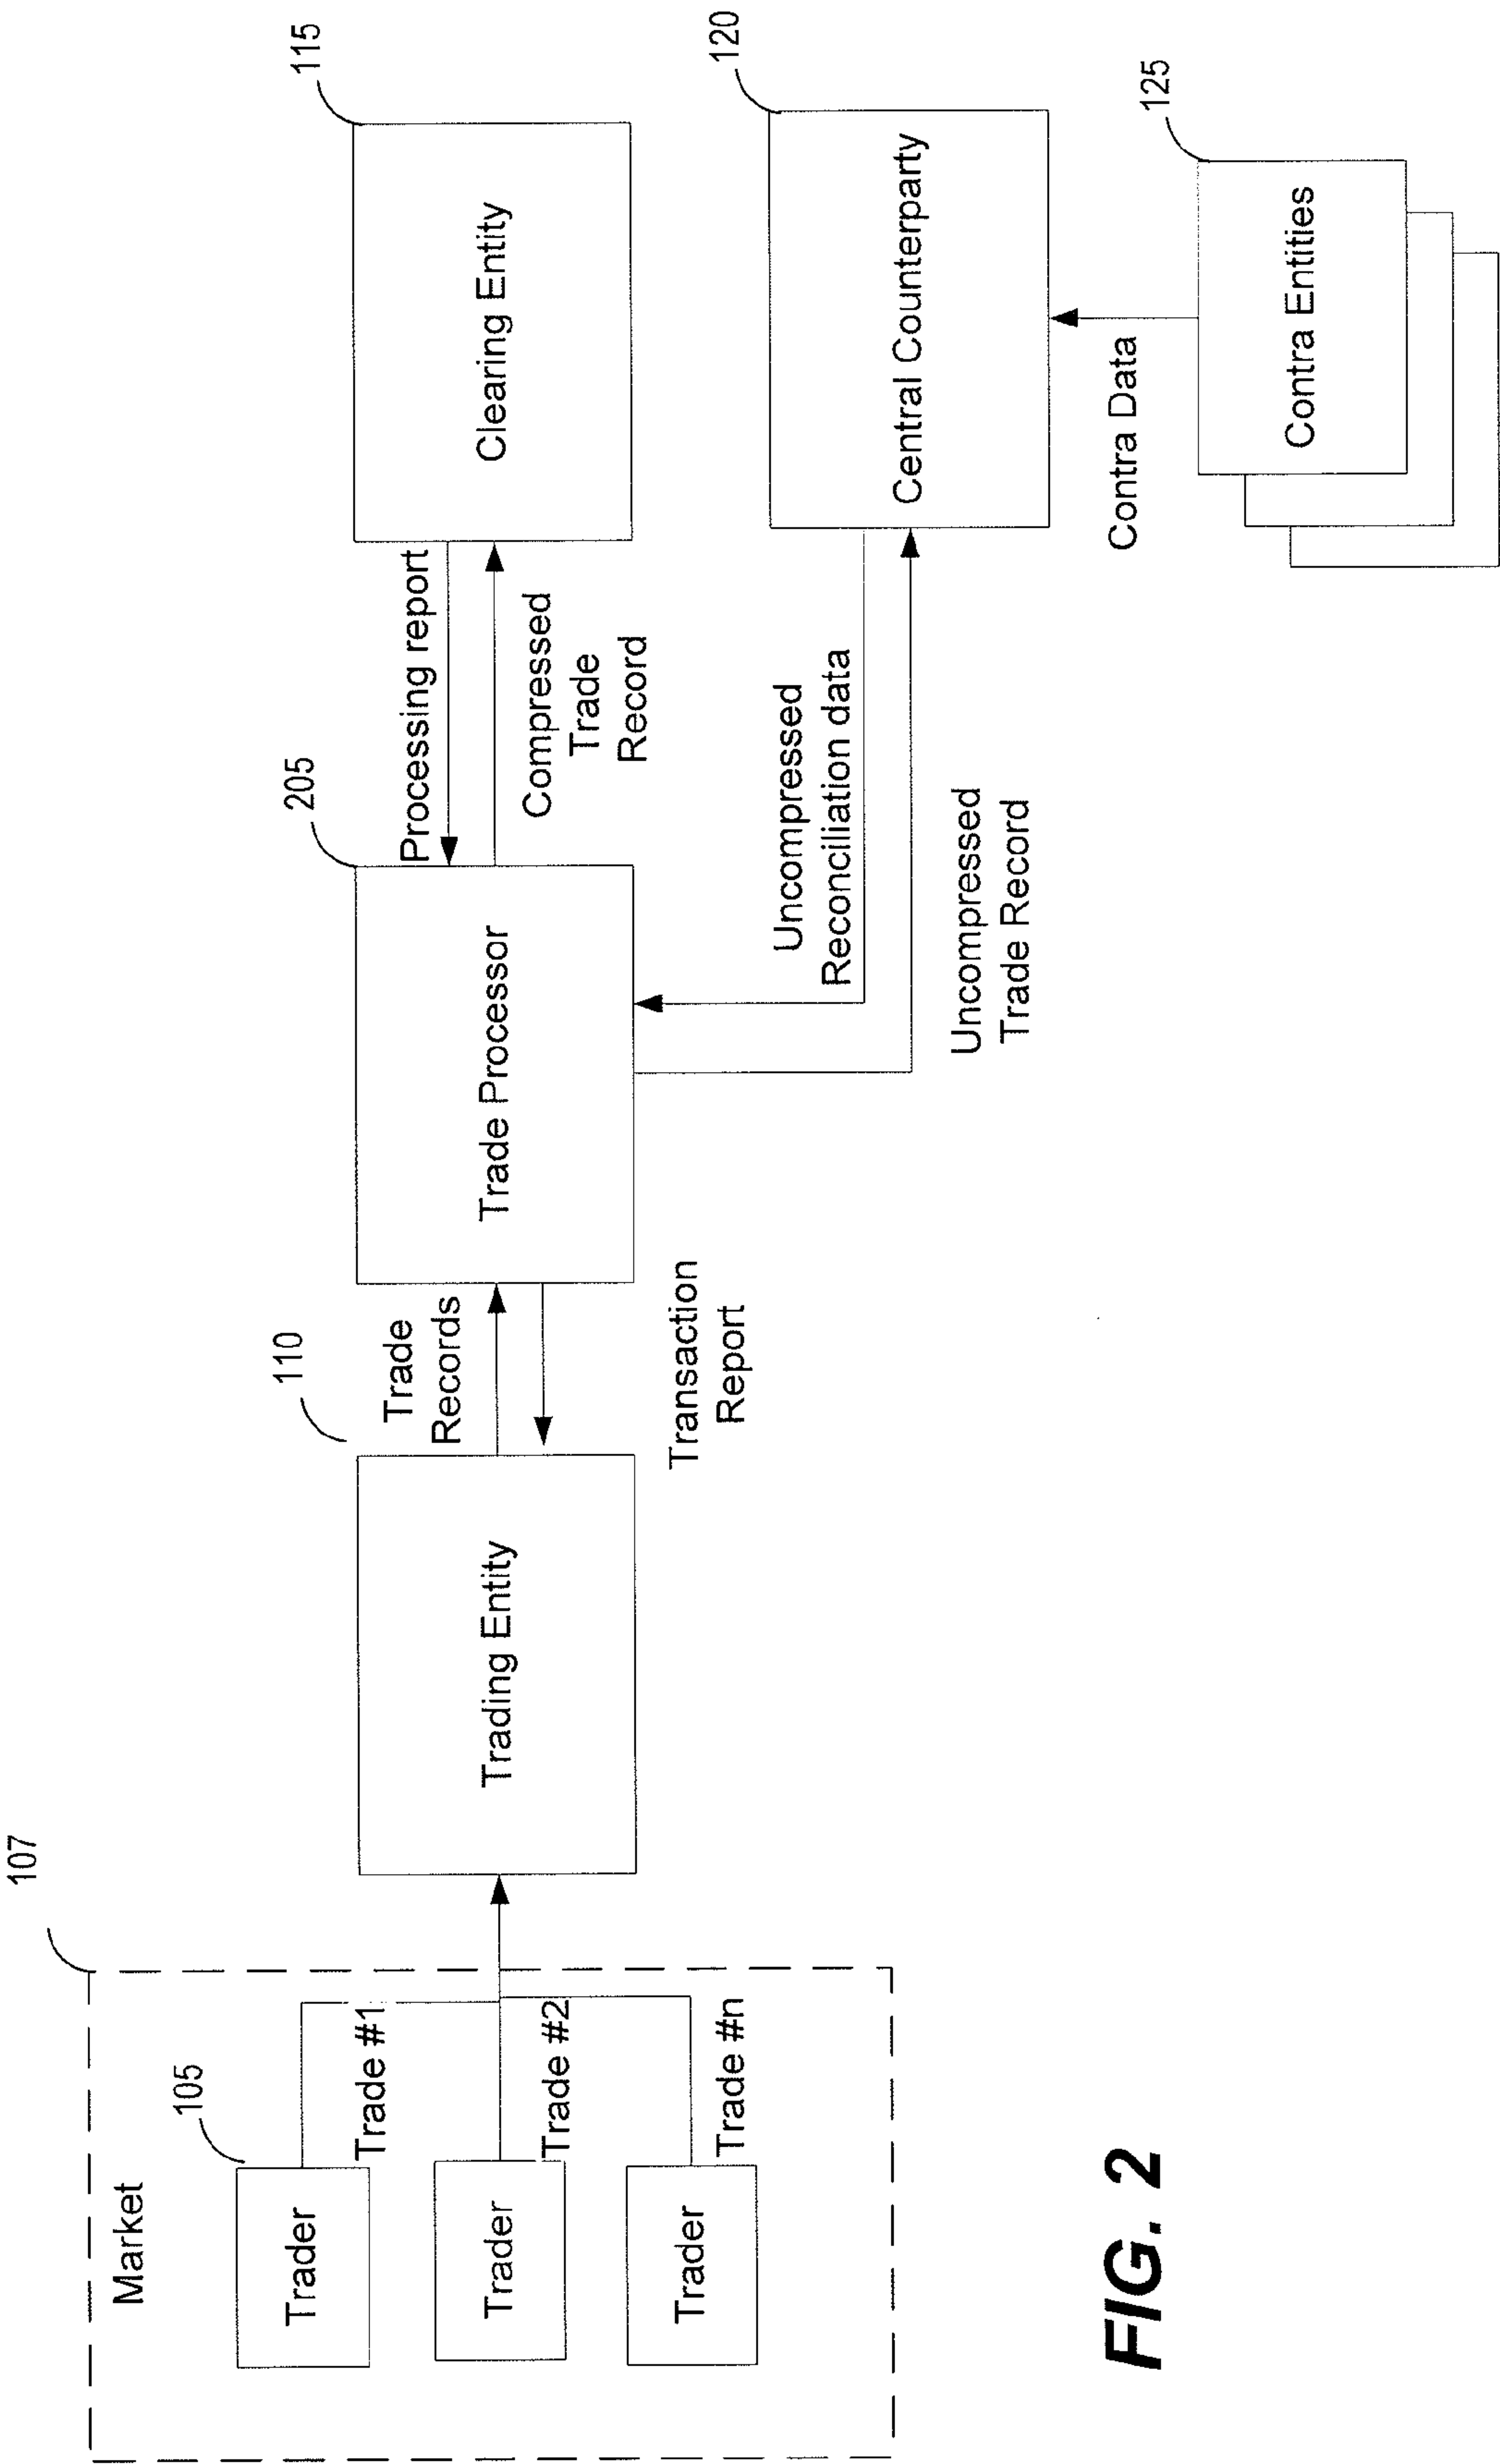 107
Market
105
Trader
Trade #1
Trader
Trade #2
Trader
Trade #n
110
Trading Entity
Trade
Records
Transaction
Report
205
Trade Processor
Processing report
Compressed
Trade
Record
115
Clearing Entity
Uncompressed
Reconciliation data
Uncompressed
Trade Record
120
Central Counterparty
Contra Data
125
Contra Entities
FIG. 2